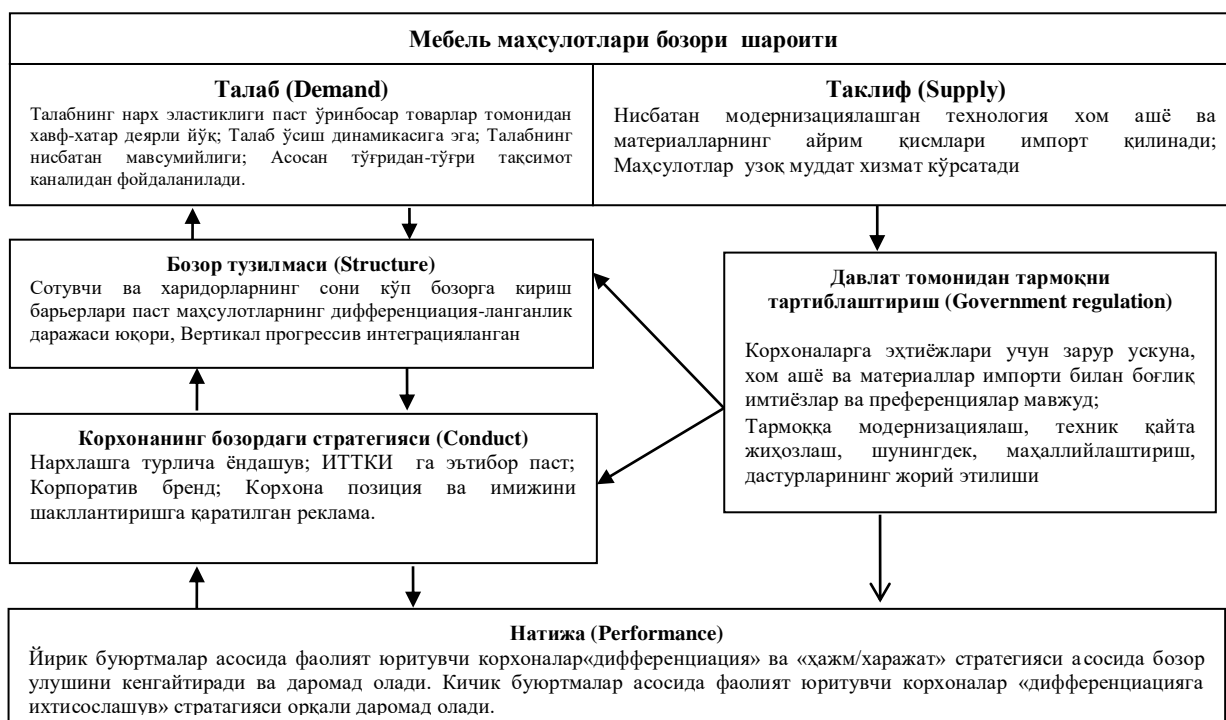 Мебель маҳсулотлари бозори шароити
Талаб (Demand)
Талабнинг нарх эластиклиги паст ўринбосар товарлар томонидан
хавф-хатар деярли йўқ; Талаб ўсиш динамикасига эга; Талабнинг
нисбатан мавсумийлиги; Асосан тўғридан-тўғри тақсимот
каналидан фойдаланилади.
Таклиф (Supply)
Нисбатан модернизациялашган технология хом ашё ва
материалларнинг айрим қисмлари импорт қилинади;
Маҳсулотлар узоқ муддат хизмат кўрсатади
Бозор тузилмаси (Structure)
Сотувчи ва харидорларнинг сони кўп бозорга кириш
барьерлари паст маҳсулотларнинг дифференциация-ланганлик
даражаси юқори, Вертикал прогрессив интеграцияланган
Давлат томонидан тармоқни
тартиблаштириш (Government regulation)
Корхоналарга эҳтиёжлари учун зарур ускуна,
хом ашё ва материаллар импорти билан боғлиқ
имтиёзлар ва преференциялар мавжуд;
Тармоққа модернизациялаш, техник қайта
жиҳозлаш, шунингдек, маҳаллийлаштириш,
дастурларининг жорий этилиши
Корхонанинг бозордаги стратегияси (Conduct)
Нархлашга турлича ёндашув; ИТТКИ га эътибор паст;
Корпоратив бренд; Корхона позиция ва имижини
шакллантиришга қаратилган реклама.
Натижа (Performance)
Йирик буюртмалар асосида фаолият юритувчи корхоналар«дифференциация» ва «ҳажм/харажат» стратегияси асосида бозор
улушини кенгайтиради ва даромад олади. Кичик буюртмалар асосида фаолият юритувчи корхоналар «дифференциацияга
ихтисослашув» стратагияси орқали даромад олади.